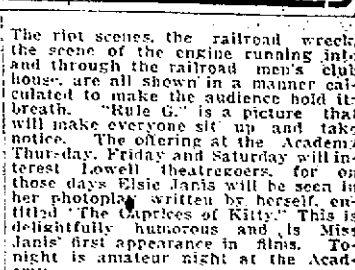 The riot scenes, the railroad wreck,
the scene of the engine running into
and through the railroad men's club
house, are all shown in a manner cal-
culated to make the audience hold its
breath. "Rule G." is a picture that
will make everyone sit up and take
notice. The offering at the Academy
Thursday, Friday and Saturday will in-
terest Lowell theatregoers, for on
those days Elsie Janis will be seen in
her photoplay written by herself, en-
titled "The Caprices of Kitty." This is
delightfully humorous and is Miss
Janis' first appearance in films. To-
night is amateur night at the Acad-